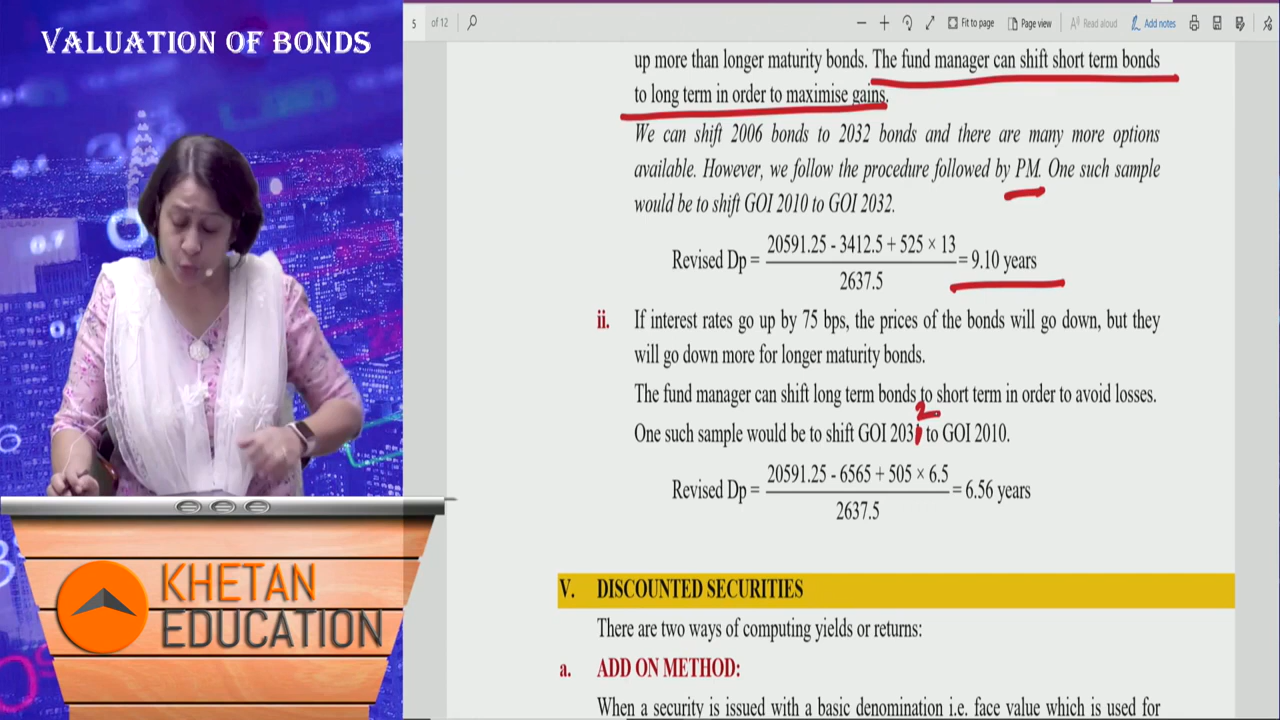 VALUATION OF BONDS
5 of 12
Fit to page
Page view
Read aloud
Add notes
up more than longer maturity bonds. The fund manager can shift short term bonds
to long term in order to maximise gains.
We can shift 2006 bonds to 2032 bonds and there are many more options
available. However, we follow the procedure followed by PM. One such sample
would be to shift GOI 2010 to GOI 2032.
Revised Dp = 20591.25 - 3412.5 + 525 × 13 / 2637.5 = 9.10 years
ii. If interest rates go up by 75 bps, the prices of the bonds will go down, but they
will go down more for longer maturity bonds.
The fund manager can shift long term bonds to short term in order to avoid losses.
2
One such sample would be to shift GOI 2031 to GOI 2010.
Revised Dp = 20591.25 - 6565 + 505 × 6.5 / 2637.5 = 6.56 years
V. DISCOUNTED SECURITIES
There are two ways of computing yields or returns:
a. ADD ON METHOD:
When a security is issued with a basic denomination i.e. face value which is used for
KHETAN
EDUCATION